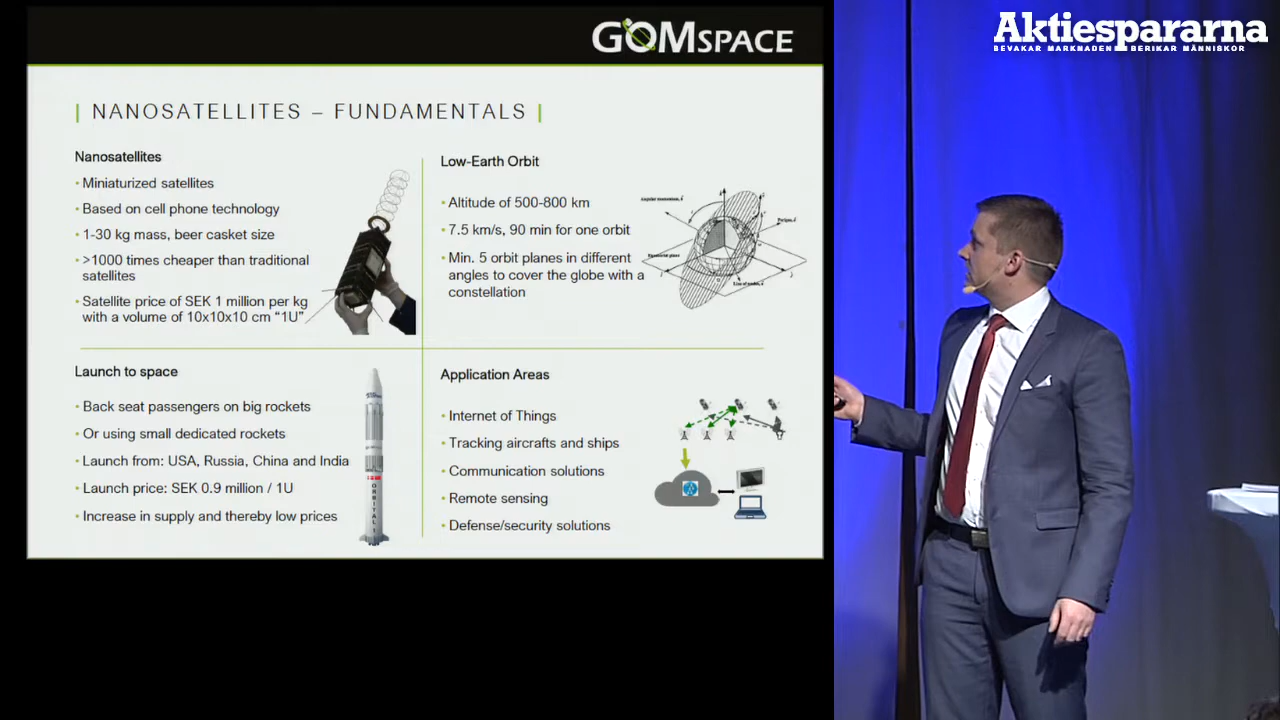 GOMSPACE
Aktiespararna
BEVAKAR MARKNADEN BERIKAR MÄNNISKOR
| NANOSATELLITES – FUNDAMENTALS |
Nanosatellites
• Miniaturized satellites
• Based on cell phone technology
• 1-30 kg mass, beer casket size
• >1000 times cheaper than traditional
satellites
• Satellite price of SEK 1 million per kg
with a volume of 10x10x10 cm “1U”
Low-Earth Orbit
• Altitude of 500-800 km
• 7.5 km/s, 90 min for one orbit
• Min. 5 orbit planes in different
angles to cover the globe with a
constellation
Launch to space
• Back seat passengers on big rockets
• Or using small dedicated rockets
• Launch from: USA, Russia, China and India
• Launch price: SEK 0.9 million / 1U
• Increase in supply and thereby low prices
Application Areas
• Internet of Things
• Tracking aircrafts and ships
• Communication solutions
• Remote sensing
• Defense/security solutions